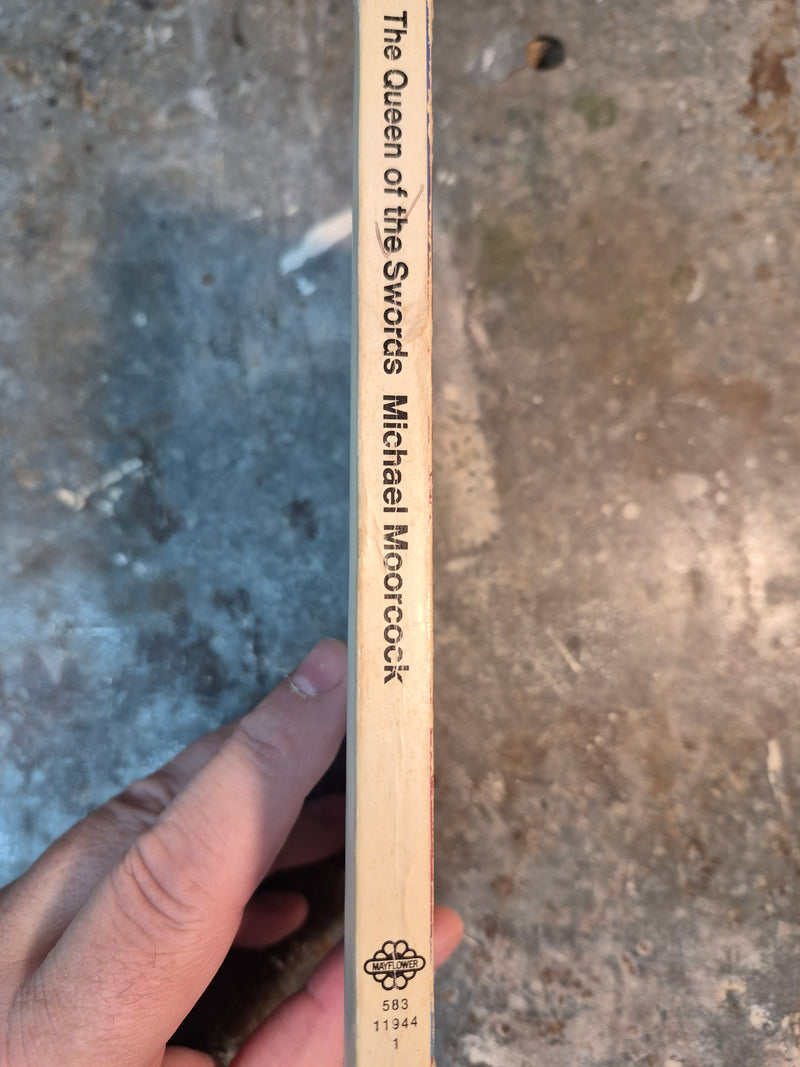 The Queen of the Swords Michael Moorcock
MAYFLOWER
583
11944
1